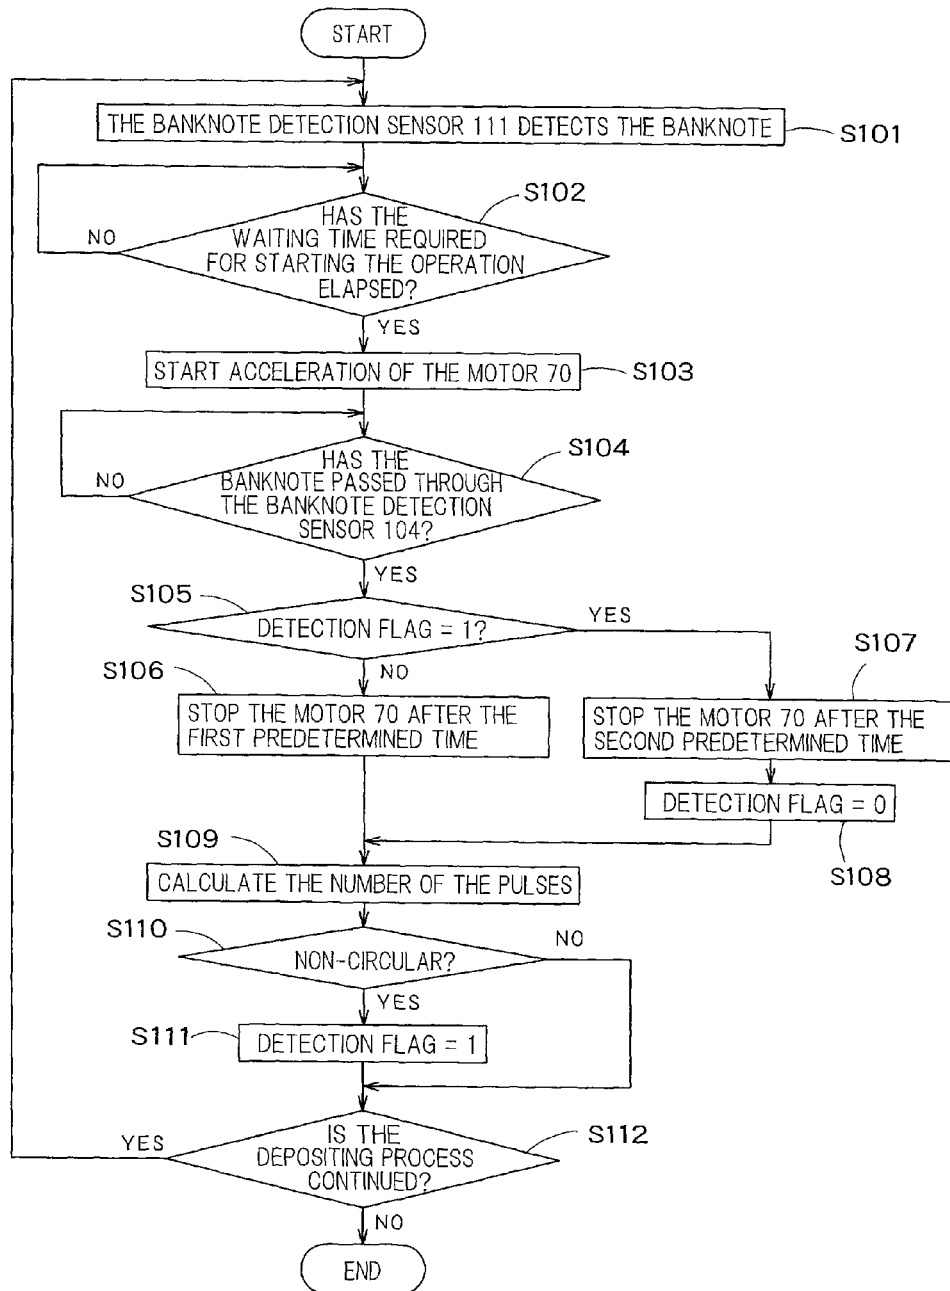 START
THE BANKNOTE DETECTION SENSOR 111 DETECTS THE BANKNOTE
S101
S102
HAS THE
WAITING TIME REQUIRED
FOR STARTING THE OPERATION
ELAPSED?
NO
YES
START ACCELERATION OF THE MOTOR 70
S103
S104
HAS THE
BANKNOTE PASSED THROUGH
THE BANKNOTE DETECTION
SENSOR 104?
NO
YES
S105
DETECTION FLAG = 1?
YES
NO
S106
STOP THE MOTOR 70 AFTER THE
FIRST PREDETERMINED TIME
S107
STOP THE MOTOR 70 AFTER THE
SECOND PREDETERMINED TIME
DETECTION FLAG = 0
S108
S109
CALCULATE THE NUMBER OF THE PULSES
S110
NON-CIRCULAR?
NO
YES
S111
DETECTION FLAG = 1
S112
IS THE
DEPOSITING PROCESS
CONTINUED?
YES
NO
END